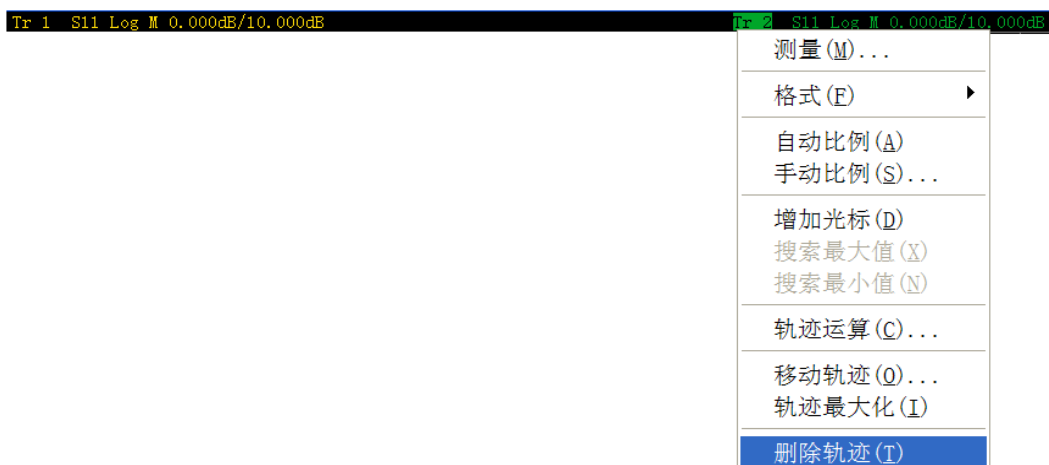 Tr 1 S11 Log M 0.000dB/10.000dB Tr 2 S11 Log M 0.000dB/10.000dB
测量(M)...
格式(F)
自动比例(A)
手动比例(S)...
增加光标(D)
搜索最大值(X)
搜索最小值(N)
轨迹运算(C)...
移动轨迹(O)...
轨迹最大化(I)
删除轨迹(T)